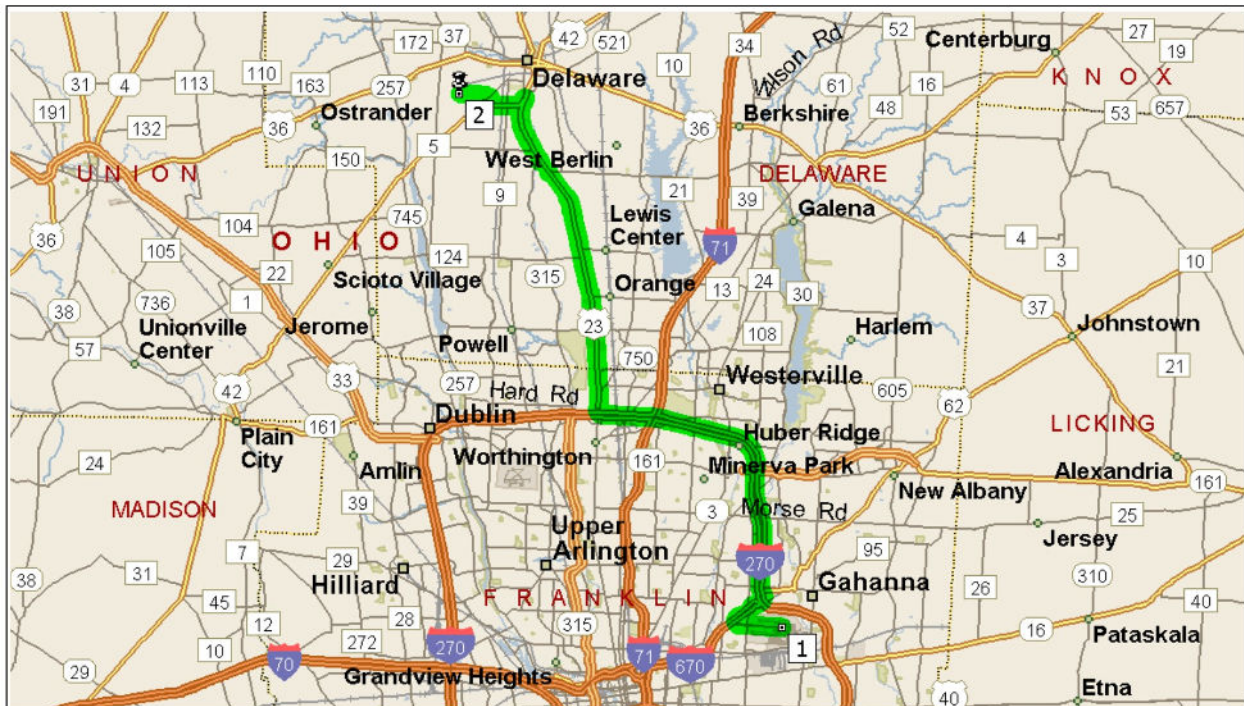 172
37
42
521
10
34
Wilson Rd
52
Centerburg
27
19
31
4
113
110
163
257
Delaware
61
16
KNOX
191
132
36
Ostrander
2
5
36
Berkshire
48
53
657
UNION
150
West Berlin
DELAWARE
9
21
39
Galena
36
104
745
Lewis
Center
71
4
3
10
105
OHIO
124
315
22
Scioto Village
Orange
13
24
30
37
38
736
1
23
108
Harlem
Johnstown
57
Unionville
Center
Jerome
Powell
750
21
42
33
257
Hard Rd
Westerville
605
62
161
Dublin
LICKING
Plain
City
Huber Ridge
24
Amlin
Worthington
161
Minerva Park
Alexandria
161
New Albany
MADISON
39
3
Morse Rd
25
Upper
Arlington
Jersey
7
29
270
95
38
31
Hilliard
Gahanna
26
310
45
FRANKLIN
40
12
28
315
16
Pataskala
10
272
270
71
670
1
29
70
Grandview Heights
40
Etna